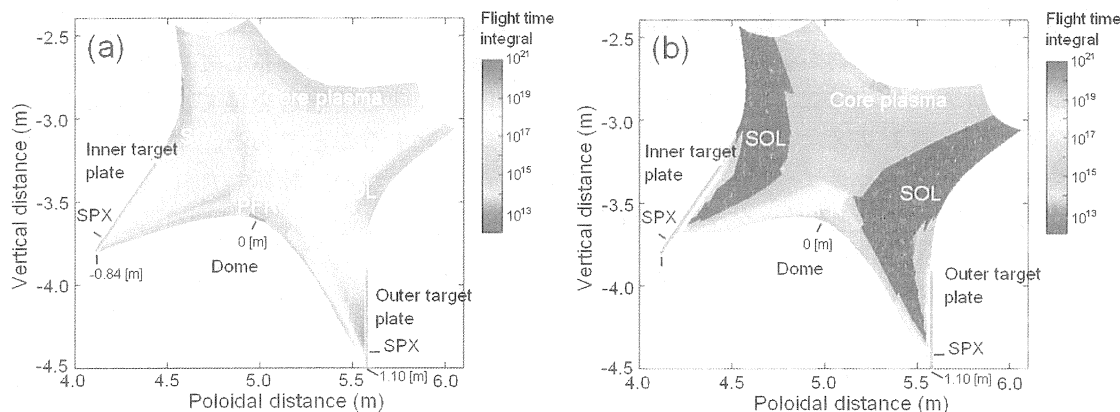 (a)
Flight time
integral
10²¹
10¹⁹
10¹⁷
10¹⁵
10¹³
-2.5
-3.0
-3.5
-4.0
-4.5
Vertical distance (m)
Core plasma
Inner target
plate
SPX
-0.84 [m]
0 [m]
Dome
Outer target
plate
SPX
1.10 [m]
4.0 4.5 5.0 5.5 6.0
Poloidal distance (m)
(b)
Flight time
integral
10²¹
10¹⁹
10¹⁷
10¹⁵
10¹³
-2.5
-3.0
-3.5
-4.0
-4.5
Vertical distance (m)
Core plasma
SOL
SOL
Inner target
plate
SPX
0 [m]
Dome
Outer target
plate
SPX
1.10 [m]
4.0 4.5 5.0 5.5 6.0
Poloidal distance (m)